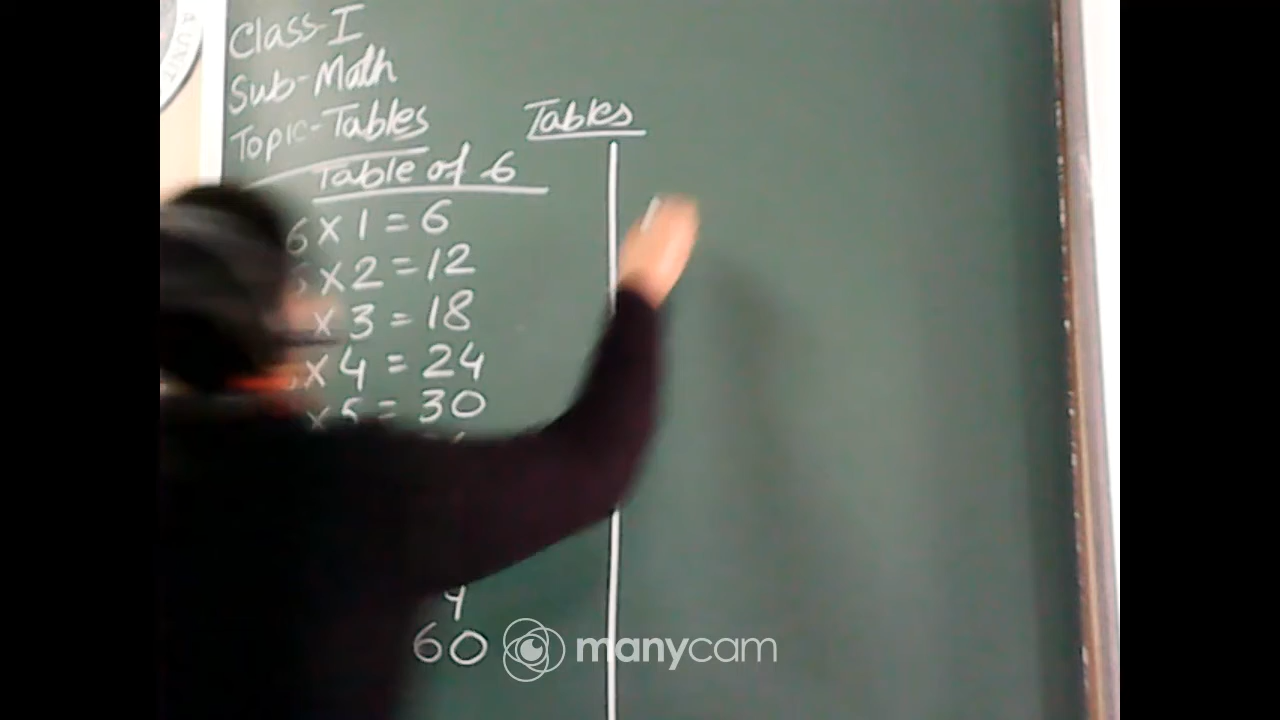 Class-I
Sub-Math
Topic-Tables
Tables
Table of 6
6 x 1 = 6
x 2 = 12
x 3 = 18
x 4 = 24
x 5 = 30
60
manycam